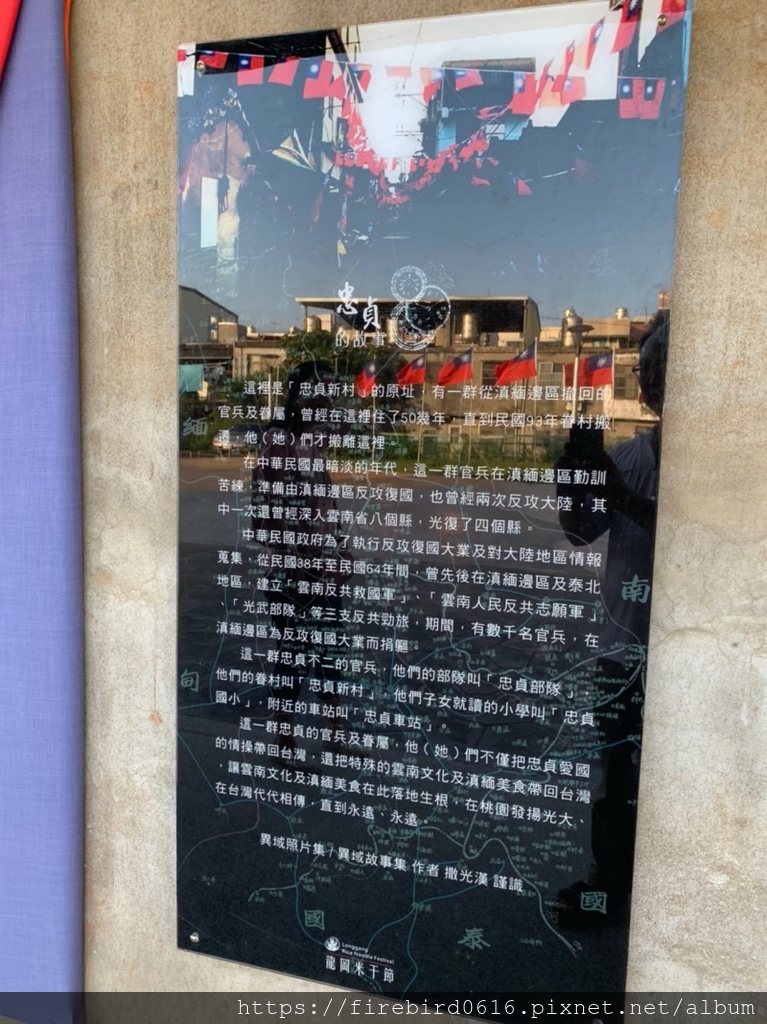 忠貞
的故事
這裡是「忠貞新村」的原址，有一群從滇緬邊區撤回的
官兵及眷屬，曾經在這裡住了50幾年，直到民國93年眷村搬
遷，他（她）們才搬離這裡。
在中華民國最暗淡的年代，這一群官兵在滇緬邊區勤訓
苦練，準備由滇緬邊區反攻復國，也曾經兩次反攻大陸，其
中一次還曾經深入雲南省八個縣，光復了四個縣。
中華民國政府為了執行反攻復國大業及對大陸地區情報
蒐集，從民國38年至民國64年間，曾先後在滇緬邊區及泰北
地區，建立「雲南反共救國軍」、「雲南人民反共志願軍」
、「光武部隊」等三支反共勁旅，期間，有數千名官兵，在
滇緬邊區為反攻復國大業而捐軀。
這一群忠貞不二的官兵，他們的部隊叫「忠貞部隊」，
他們的眷村叫「忠貞新村」，他們子女就讀的小學叫「忠貞
國小」，附近的車站叫「忠貞車站」。
這一群忠貞的官兵及眷屬，他（她）們不僅把忠貞愛國
的情操帶回台灣，還把特殊的雲南文化及滇緬美食帶回台灣
，讓雲南文化及滇緬美食在此落地生根，在桃園發揚光大、
在台灣代代相傳，直到永遠、永遠。
異域照片集/異域故事集 作者 撒光漢 謹識
緬
甸
南
國
泰
國
Longgang
Rice Noodle Festival
龍岡米干節
https://firebird0616.pixnet.net/album